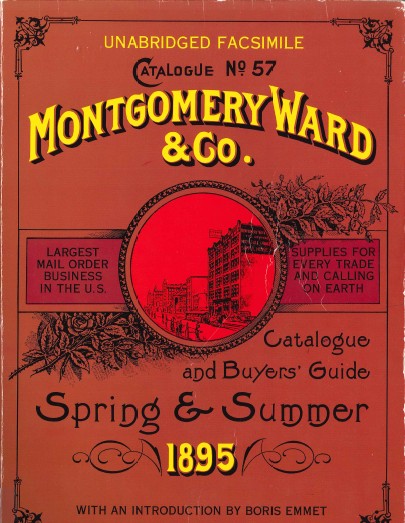 UNABRIDGED FACSIMILE
CATALOGUE No 57
MONTGOMERY WARD
& Co.
LARGEST
MAIL ORDER
BUSINESS
IN THE U.S.
SUPPLIES FOR
EVERY TRADE
AND CALLING
ON EARTH
Catalogue
and Buyers' Guide
Spring & Summer
1895
WITH AN INTRODUCTION BY BORIS EMMET